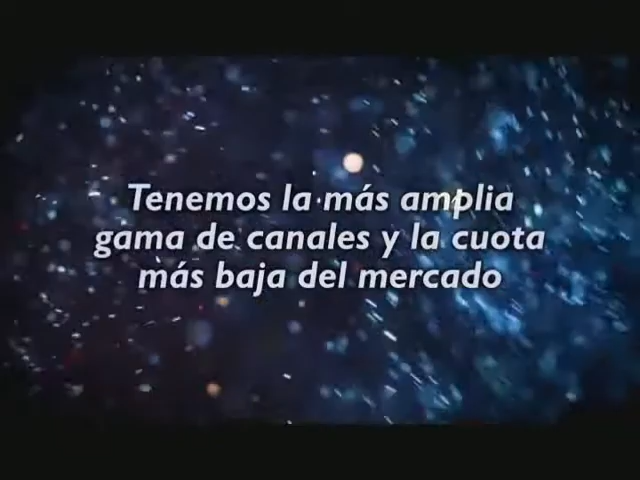 Tenemos la más amplia
gama de canales y la cuota
más baja del mercado